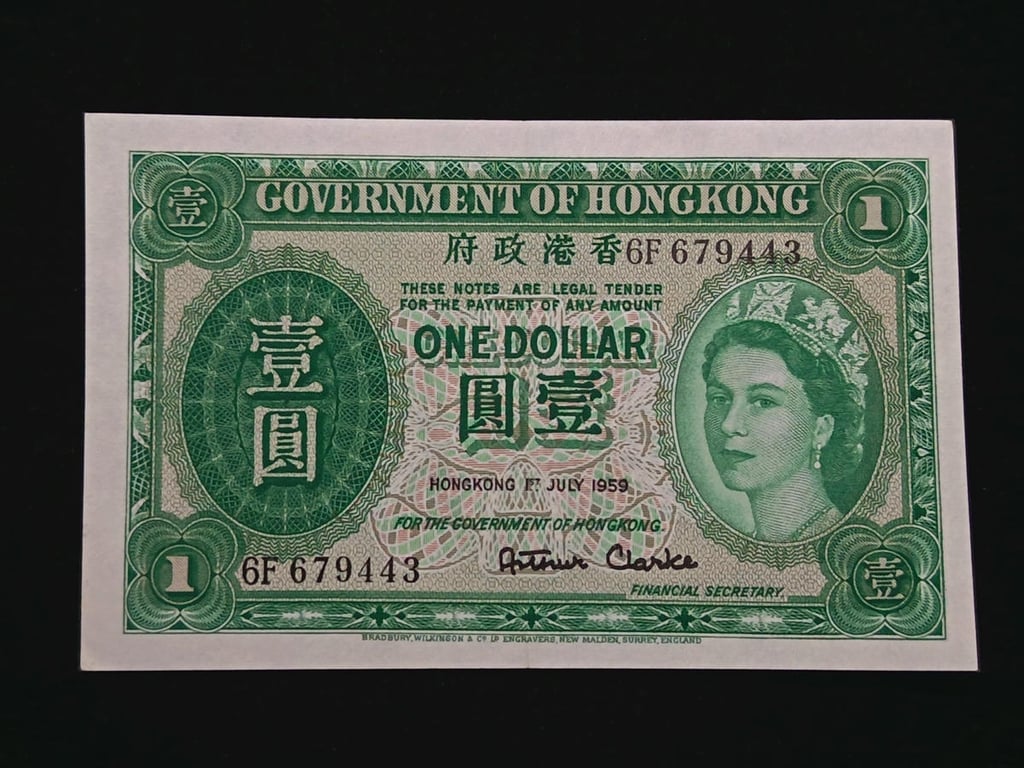 壹
GOVERNMENT OF HONGKONG
1
府政港香 6F 679443
THESE NOTES ARE LEGAL TENDER
FOR THE PAYMENT OF ANY AMOUNT
ONE DOLLAR
圓壹
壹圓
HONGKONG 1ST JULY 1959
FOR THE GOVERNMENT OF HONGKONG.
Arthur Clarke
FINANCIAL SECRETARY.
1
6F 679443
壹
BRADBURY, WILKINSON & Co LD ENGRAVERS, NEW MALDEN, SURREY, ENGLAND